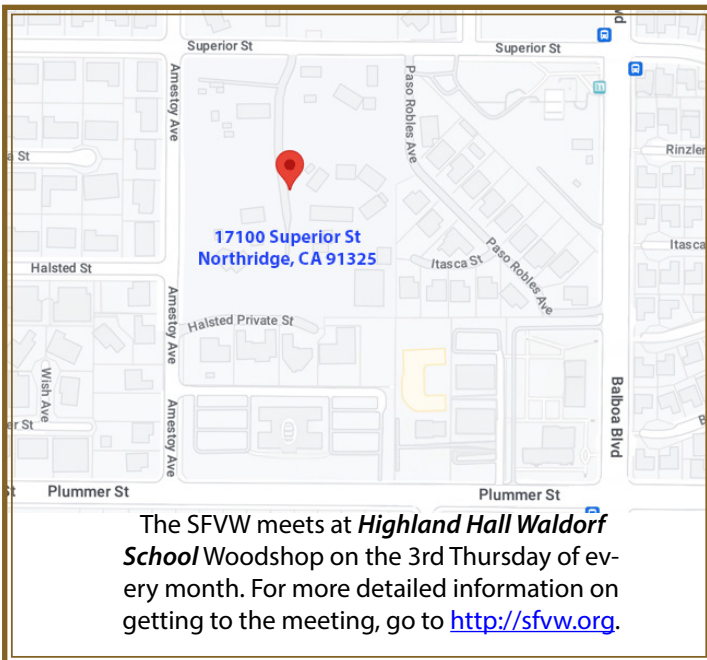 vd
Superior St
Superior St
Amestoy Ave
Paso Robles Ave
a St
Rinzler
17100 Superior St
Northridge, CA 91325
Itasca St
Paso Robles Ave
Itasca
Halsted St
Amestoy Ave
Halsted Private St
Wish Ave
Balboa Blvd
Amestoy Ave
er St
St
Plummer St
Plummer St
The SFVW meets at Highland Hall Waldorf
School Woodshop on the 3rd Thursday of ev-
ery month. For more detailed information on
getting to the meeting, go to http://sfvw.org.